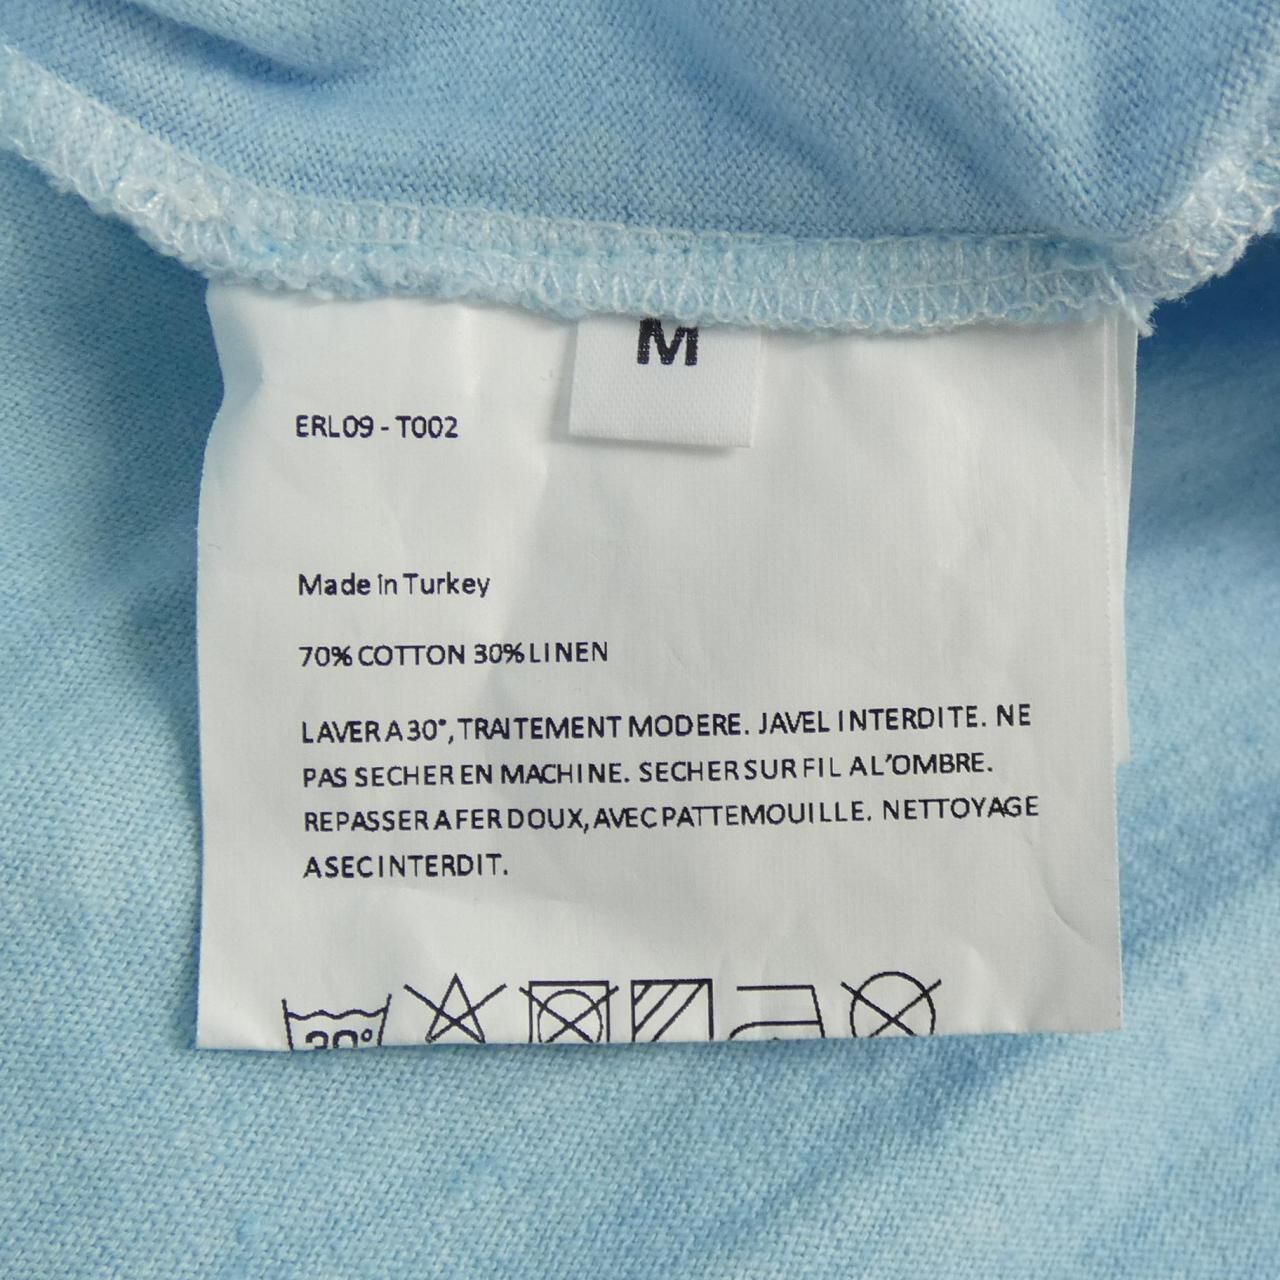 M
ERL09 - T002
Made in Turkey
70% COTTON 30% LINEN
LAVER A 30°, TRAITEMENT MODERE. JAVEL INTERDITE. NE
PAS SECHER EN MACHINE. SECHER SUR FIL A L'OMBRE.
REPASSER A FER DOUX, AVEC PATTEMOUILLE. NETTOYAGE
A SEC INTERDIT.
30°